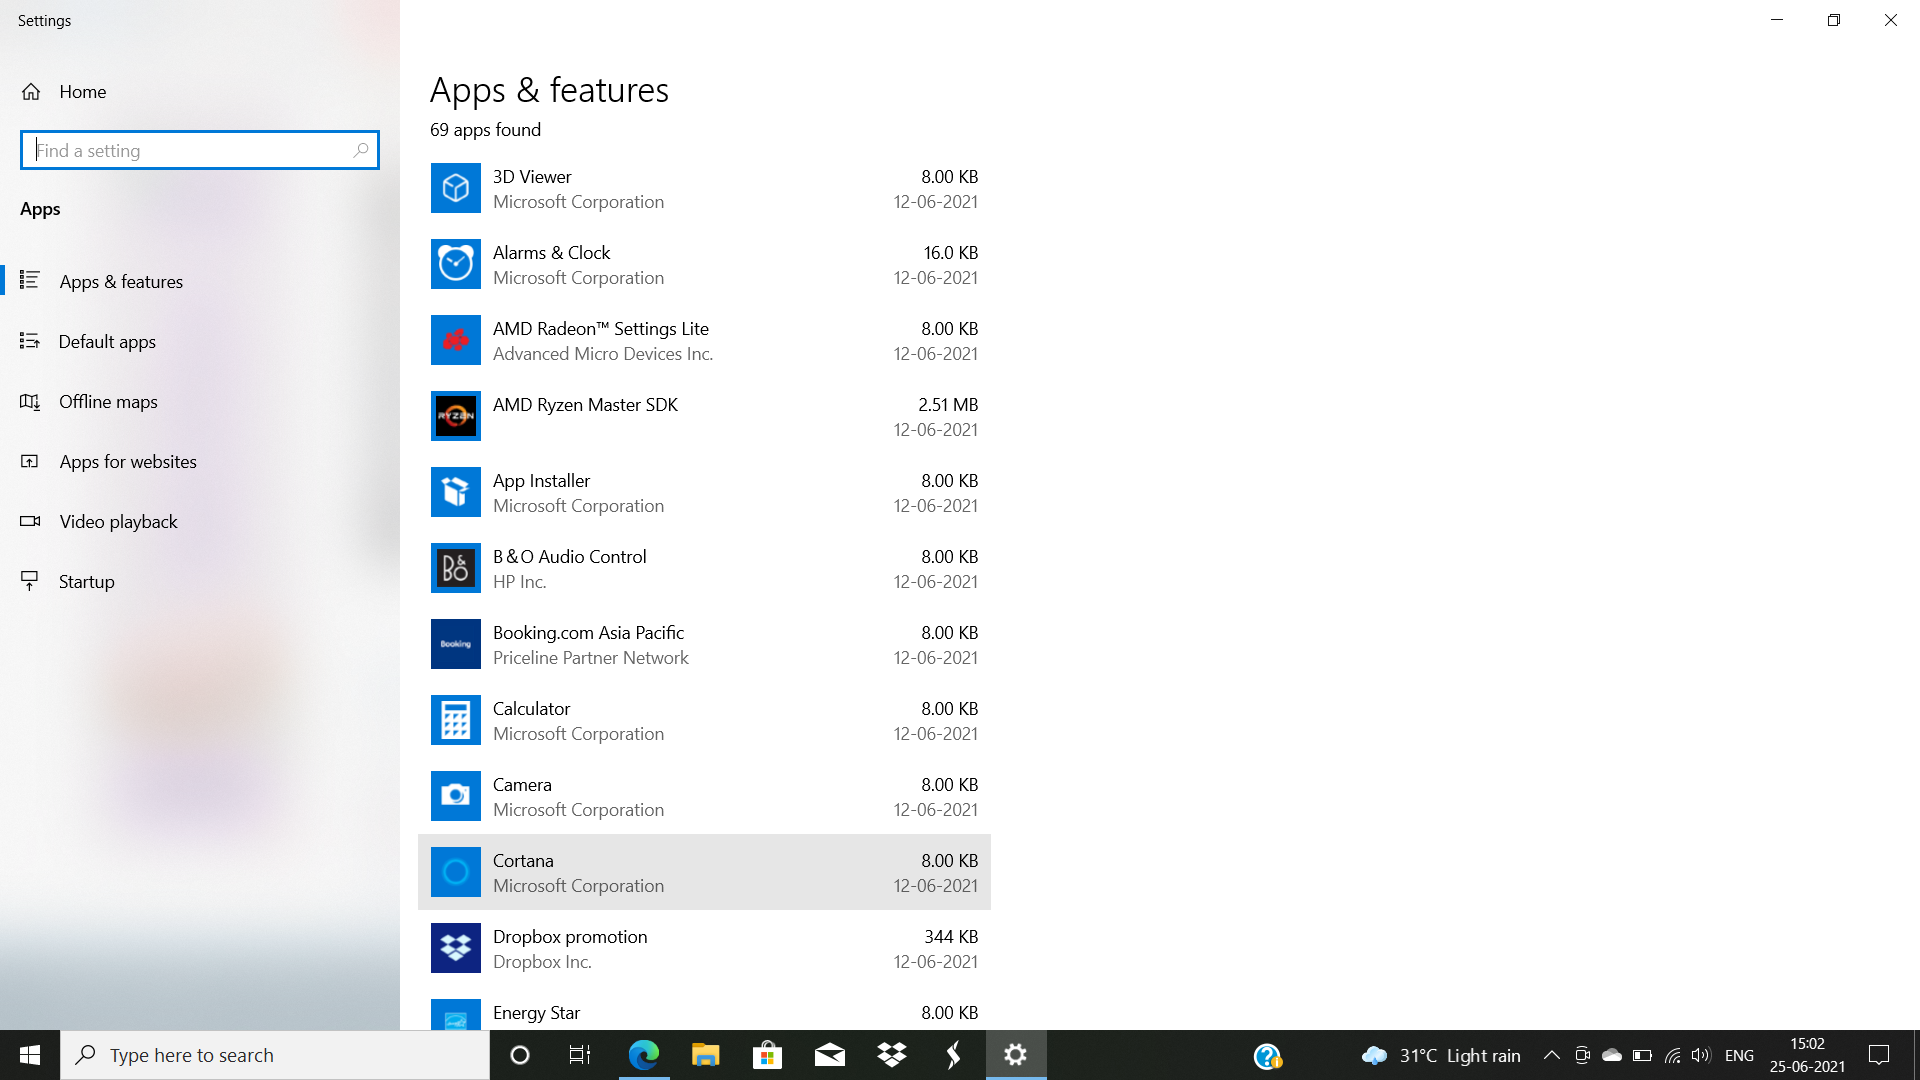 Settings
Home
Find a setting
Apps
Apps & features
Default apps
Offline maps
Apps for websites
Video playback
Startup
Apps & features
69 apps found
3D Viewer 8.00 KB
Microsoft Corporation 12-06-2021
Alarms & Clock 16.0 KB
Microsoft Corporation 12-06-2021
AMD Radeon™ Settings Lite 8.00 KB
Advanced Micro Devices Inc. 12-06-2021
RYZEN
AMD Ryzen Master SDK 2.51 MB
12-06-2021
App Installer 8.00 KB
Microsoft Corporation 12-06-2021
B&O
B&O Audio Control 8.00 KB
HP Inc. 12-06-2021
Booking
Booking.com Asia Pacific 8.00 KB
Priceline Partner Network 12-06-2021
Calculator 8.00 KB
Microsoft Corporation 12-06-2021
Camera 8.00 KB
Microsoft Corporation 12-06-2021
Cortana 8.00 KB
Microsoft Corporation 12-06-2021
Dropbox promotion 344 KB
Dropbox Inc. 12-06-2021
Energy Star 8.00 KB
Type here to search
31°C Light rain
ENG
15:02
25-06-2021